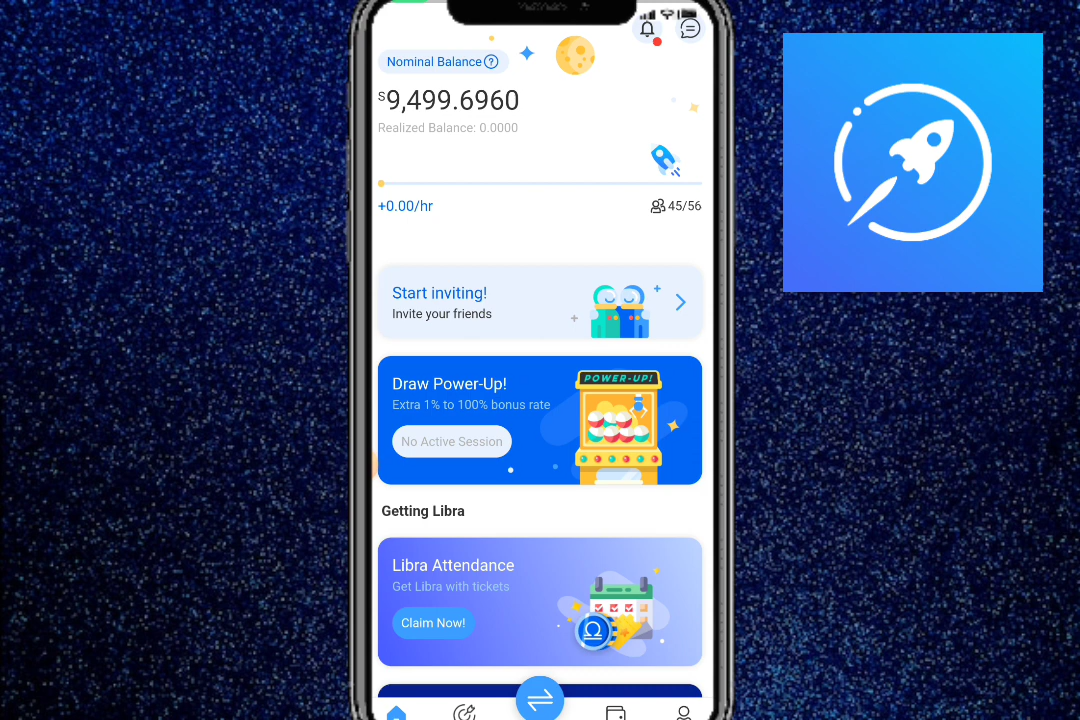 Nominal Balance ?
S9,499.6960
Realized Balance: 0.0000
+0.00/hr
45/56
Start inviting!
Invite your friends
Draw Power-Up!
Extra 1% to 100% bonus rate
No Active Session
POWER-UP!
Getting Libra
Libra Attendance
Get Libra with tickets
Claim Now!